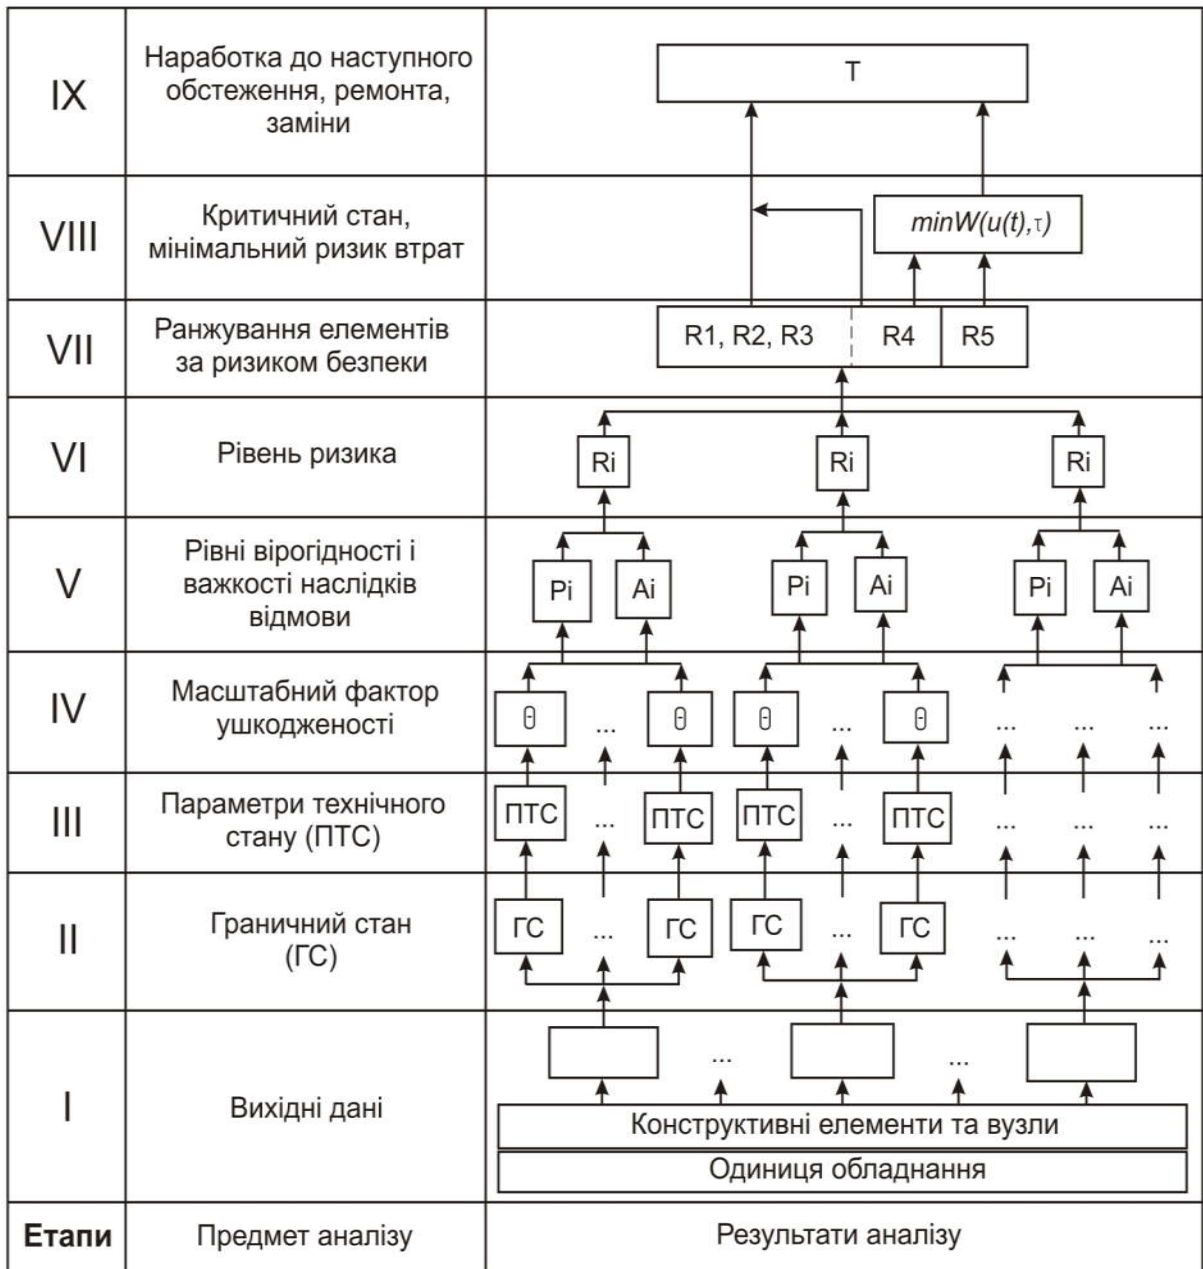 IX
Наработка до наступного
обстеження, ремонта,
заміни
T
VIII
Критичний стан,
мінімальний ризик втрат
minW(u(t),τ)
VII
Ранжування елементів
за ризиком безпеки
R1, R2, R3
R4
R5
VI
Рівень ризика
Ri
Ri
Ri
V
Рівні вірогідності і
важкості наслідків
відмови
Pi
Ai
Pi
Ai
Pi
Ai
IV
Масштабний фактор
ушкодженості
θ
...
θ
θ
...
θ
...
...
...
III
Параметри технічного
стану (ПТС)
ПТС
...
ПТС
ПТС
...
ПТС
...
...
...
II
Граничний стан
(ГС)
ГС
...
ГС
ГС
...
ГС
...
...
...
I
Вихідні дані
...
...
Конструктивні елементи та вузли
Одиниця обладнання
Етапи
Предмет аналізу
Результати аналізу